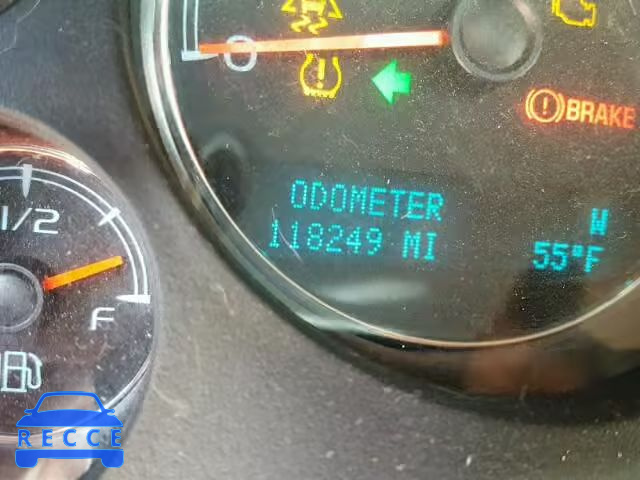 0
BRAKE
1/2
ODOMETER
W
118249 MI
55°F
F
RECCE